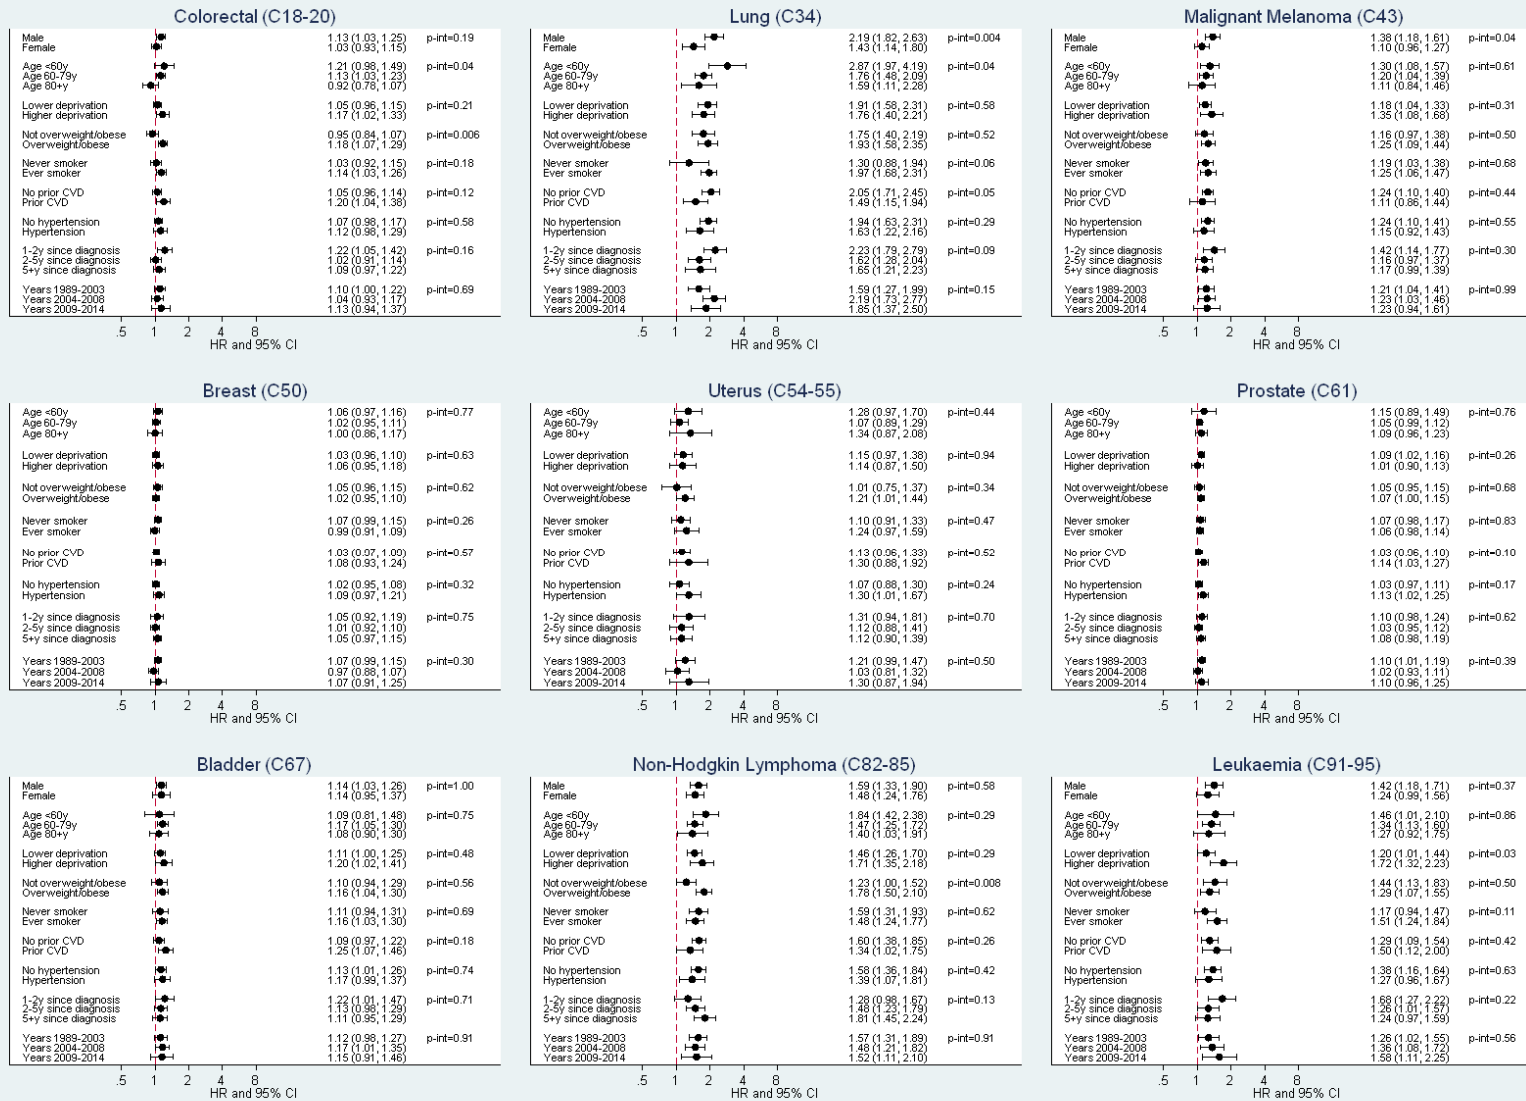 Colorectal (C18-20)
Male 1.13 (1.03, 1.25) p-int=0.19
Female 1.03 (0.93, 1.15)
Age <60y 1.21 (0.98, 1.49) p-int=0.04
Age 60-79y 1.13 (1.03, 1.23)
Age 80+y 0.92 (0.78, 1.07)
Lower deprivation 1.05 (0.96, 1.15) p-int=0.21
Higher deprivation 1.17 (1.02, 1.33)
Not overweight/obese 0.95 (0.84, 1.07) p-int=0.006
Overweight/obese 1.18 (1.07, 1.29)
Never smoker 1.03 (0.92, 1.15) p-int=0.18
Ever smoker 1.14 (1.03, 1.26)
No prior CVD 1.05 (0.96, 1.14) p-int=0.12
Prior CVD 1.20 (1.04, 1.38)
No hypertension 1.07 (0.98, 1.17) p-int=0.58
Hypertension 1.12 (0.98, 1.29)
1-2y since diagnosis 1.22 (1.05, 1.42) p-int=0.16
2-5y since diagnosis 1.02 (0.91, 1.14)
5+y since diagnosis 1.09 (0.97, 1.22)
Years 1989-2003 1.10 (1.00, 1.22) p-int=0.69
Years 2004-2008 1.04 (0.93, 1.17)
Years 2009-2014 1.13 (0.94, 1.37)
.5 1 2 4 8
HR and 95% CI
Lung (C34)
Male 2.19 (1.82, 2.63) p-int=0.004
Female 1.43 (1.14, 1.80)
Age <60y 2.87 (1.97, 4.19) p-int=0.04
Age 60-79y 1.76 (1.48, 2.09)
Age 80+y 1.59 (1.11, 2.28)
Lower deprivation 1.91 (1.58, 2.31) p-int=0.58
Higher deprivation 1.76 (1.40, 2.21)
Not overweight/obese 1.75 (1.40, 2.19) p-int=0.52
Overweight/obese 1.93 (1.58, 2.35)
Never smoker 1.30 (0.88, 1.94) p-int=0.06
Ever smoker 1.97 (1.68, 2.31)
No prior CVD 2.05 (1.71, 2.45) p-int=0.05
Prior CVD 1.49 (1.15, 1.94)
No hypertension 1.94 (1.63, 2.31) p-int=0.29
Hypertension 1.63 (1.22, 2.16)
1-2y since diagnosis 2.23 (1.79, 2.79) p-int=0.09
2-5y since diagnosis 1.62 (1.28, 2.04)
5+y since diagnosis 1.65 (1.21, 2.23)
Years 1989-2003 1.59 (1.27, 1.99) p-int=0.15
Years 2004-2008 2.19 (1.73, 2.77)
Years 2009-2014 1.85 (1.37, 2.50)
.5 1 2 4 8
HR and 95% CI
Malignant Melanoma (C43)
Male 1.38 (1.18, 1.61) p-int=0.04
Female 1.10 (0.96, 1.27)
Age <60y 1.30 (1.08, 1.57) p-int=0.61
Age 60-79y 1.20 (1.04, 1.39)
Age 80+y 1.11 (0.84, 1.46)
Lower deprivation 1.18 (1.04, 1.33) p-int=0.31
Higher deprivation 1.35 (1.08, 1.68)
Not overweight/obese 1.16 (0.97, 1.38) p-int=0.50
Overweight/obese 1.25 (1.09, 1.44)
Never smoker 1.19 (1.03, 1.38) p-int=0.68
Ever smoker 1.25 (1.06, 1.47)
No prior CVD 1.24 (1.10, 1.40) p-int=0.44
Prior CVD 1.11 (0.86, 1.44)
No hypertension 1.24 (1.10, 1.41) p-int=0.55
Hypertension 1.15 (0.92, 1.43)
1-2y since diagnosis 1.42 (1.14, 1.77) p-int=0.30
2-5y since diagnosis 1.16 (0.97, 1.37)
5+y since diagnosis 1.17 (0.99, 1.39)
Years 1989-2003 1.21 (1.04, 1.41) p-int=0.99
Years 2004-2008 1.23 (1.03, 1.46)
Years 2009-2014 1.23 (0.94, 1.61)
.5 1 2 4 8
HR and 95% CI
Breast (C50)
Age <60y 1.06 (0.97, 1.16) p-int=0.77
Age 60-79y 1.02 (0.95, 1.11)
Age 80+y 1.00 (0.86, 1.17)
Lower deprivation 1.03 (0.96, 1.10) p-int=0.63
Higher deprivation 1.06 (0.95, 1.18)
Not overweight/obese 1.05 (0.96, 1.15) p-int=0.62
Overweight/obese 1.02 (0.95, 1.10)
Never smoker 1.07 (0.99, 1.15) p-int=0.26
Ever smoker 0.99 (0.91, 1.09)
No prior CVD 1.03 (0.97, 1.09) p-int=0.57
Prior CVD 1.08 (0.93, 1.24)
No hypertension 1.02 (0.95, 1.08) p-int=0.32
Hypertension 1.09 (0.97, 1.21)
1-2y since diagnosis 1.05 (0.92, 1.19) p-int=0.75
2-5y since diagnosis 1.01 (0.92, 1.10)
5+y since diagnosis 1.05 (0.97, 1.15)
Years 1989-2003 1.07 (0.99, 1.15) p-int=0.30
Years 2004-2008 0.97 (0.88, 1.07)
Years 2009-2014 1.07 (0.91, 1.25)
.5 1 2 4 8
HR and 95% CI
Uterus (C54-55)
Age <60y 1.28 (0.97, 1.70) p-int=0.44
Age 60-79y 1.07 (0.89, 1.29)
Age 80+y 1.34 (0.87, 2.08)
Lower deprivation 1.15 (0.97, 1.38) p-int=0.94
Higher deprivation 1.14 (0.87, 1.50)
Not overweight/obese 1.01 (0.75, 1.37) p-int=0.34
Overweight/obese 1.21 (1.01, 1.44)
Never smoker 1.10 (0.91, 1.33) p-int=0.47
Ever smoker 1.24 (0.97, 1.59)
No prior CVD 1.13 (0.96, 1.33) p-int=0.52
Prior CVD 1.30 (0.88, 1.92)
No hypertension 1.07 (0.88, 1.30) p-int=0.24
Hypertension 1.30 (1.01, 1.67)
1-2y since diagnosis 1.31 (0.94, 1.81) p-int=0.70
2-5y since diagnosis 1.12 (0.88, 1.41)
5+y since diagnosis 1.12 (0.90, 1.39)
Years 1989-2003 1.21 (0.99, 1.47) p-int=0.50
Years 2004-2008 1.03 (0.81, 1.32)
Years 2009-2014 1.30 (0.87, 1.94)
.5 1 2 4 8
HR and 95% CI
Prostate (C61)
Age <60y 1.15 (0.89, 1.49) p-int=0.76
Age 60-79y 1.05 (0.99, 1.12)
Age 80+y 1.09 (0.96, 1.23)
Lower deprivation 1.09 (1.02, 1.16) p-int=0.26
Higher deprivation 1.01 (0.90, 1.13)
Not overweight/obese 1.05 (0.95, 1.15) p-int=0.68
Overweight/obese 1.07 (1.00, 1.15)
Never smoker 1.07 (0.98, 1.17) p-int=0.83
Ever smoker 1.06 (0.98, 1.14)
No prior CVD 1.03 (0.96, 1.10) p-int=0.10
Prior CVD 1.14 (1.03, 1.27)
No hypertension 1.03 (0.97, 1.11) p-int=0.17
Hypertension 1.13 (1.02, 1.25)
1-2y since diagnosis 1.10 (0.98, 1.24) p-int=0.62
2-5y since diagnosis 1.03 (0.95, 1.12)
5+y since diagnosis 1.08 (0.98, 1.19)
Years 1989-2003 1.10 (1.01, 1.19) p-int=0.39
Years 2004-2008 1.02 (0.93, 1.11)
Years 2009-2014 1.10 (0.96, 1.25)
.5 1 2 4 8
HR and 95% CI
Bladder (C67)
Male 1.14 (1.03, 1.26) p-int=1.00
Female 1.14 (0.95, 1.37)
Age <60y 1.09 (0.81, 1.48) p-int=0.75
Age 60-79y 1.17 (1.05, 1.30)
Age 80+y 1.08 (0.90, 1.30)
Lower deprivation 1.11 (1.00, 1.25) p-int=0.48
Higher deprivation 1.20 (1.02, 1.41)
Not overweight/obese 1.10 (0.94, 1.29) p-int=0.56
Overweight/obese 1.16 (1.04, 1.30)
Never smoker 1.11 (0.94, 1.31) p-int=0.69
Ever smoker 1.16 (1.03, 1.30)
No prior CVD 1.09 (0.97, 1.22) p-int=0.18
Prior CVD 1.25 (1.07, 1.46)
No hypertension 1.13 (1.01, 1.26) p-int=0.74
Hypertension 1.17 (0.99, 1.37)
1-2y since diagnosis 1.22 (1.01, 1.47) p-int=0.71
2-5y since diagnosis 1.13 (0.98, 1.29)
5+y since diagnosis 1.11 (0.95, 1.29)
Years 1989-2003 1.12 (0.98, 1.27) p-int=0.91
Years 2004-2008 1.17 (1.01, 1.35)
Years 2009-2014 1.15 (0.91, 1.46)
.5 1 2 4 8
HR and 95% CI
Non-Hodgkin Lymphoma (C82-85)
Male 1.59 (1.33, 1.90) p-int=0.58
Female 1.48 (1.24, 1.76)
Age <60y 1.84 (1.42, 2.38) p-int=0.29
Age 60-79y 1.47 (1.25, 1.72)
Age 80+y 1.40 (1.03, 1.91)
Lower deprivation 1.46 (1.26, 1.70) p-int=0.29
Higher deprivation 1.71 (1.35, 2.18)
Not overweight/obese 1.23 (1.00, 1.52) p-int=0.008
Overweight/obese 1.78 (1.50, 2.10)
Never smoker 1.59 (1.31, 1.93) p-int=0.62
Ever smoker 1.48 (1.24, 1.77)
No prior CVD 1.60 (1.38, 1.85) p-int=0.26
Prior CVD 1.34 (1.02, 1.75)
No hypertension 1.58 (1.36, 1.84) p-int=0.42
Hypertension 1.39 (1.07, 1.81)
1-2y since diagnosis 1.28 (0.98, 1.67) p-int=0.13
2-5y since diagnosis 1.48 (1.23, 1.79)
5+y since diagnosis 1.81 (1.45, 2.24)
Years 1989-2003 1.57 (1.31, 1.89) p-int=0.91
Years 2004-2008 1.48 (1.21, 1.82)
Years 2009-2014 1.52 (1.11, 2.10)
.5 1 2 4 8
HR and 95% CI
Leukaemia (C91-95)
Male 1.42 (1.18, 1.71) p-int=0.37
Female 1.24 (0.99, 1.56)
Age <60y 1.46 (1.01, 2.10) p-int=0.86
Age 60-79y 1.34 (1.13, 1.60)
Age 80+y 1.27 (0.92, 1.75)
Lower deprivation 1.20 (1.01, 1.44) p-int=0.03
Higher deprivation 1.72 (1.32, 2.23)
Not overweight/obese 1.44 (1.13, 1.83) p-int=0.50
Overweight/obese 1.29 (1.07, 1.55)
Never smoker 1.17 (0.94, 1.47) p-int=0.11
Ever smoker 1.51 (1.24, 1.84)
No prior CVD 1.29 (1.09, 1.54) p-int=0.42
Prior CVD 1.50 (1.12, 2.00)
No hypertension 1.38 (1.16, 1.64) p-int=0.63
Hypertension 1.27 (0.96, 1.67)
1-2y since diagnosis 1.68 (1.27, 2.22) p-int=0.22
2-5y since diagnosis 1.26 (1.01, 1.57)
5+y since diagnosis 1.24 (0.97, 1.59)
Years 1989-2003 1.26 (1.02, 1.55) p-int=0.56
Years 2004-2008 1.36 (1.08, 1.72)
Years 2009-2014 1.58 (1.11, 2.25)
.5 1 2 4 8
HR and 95% CI